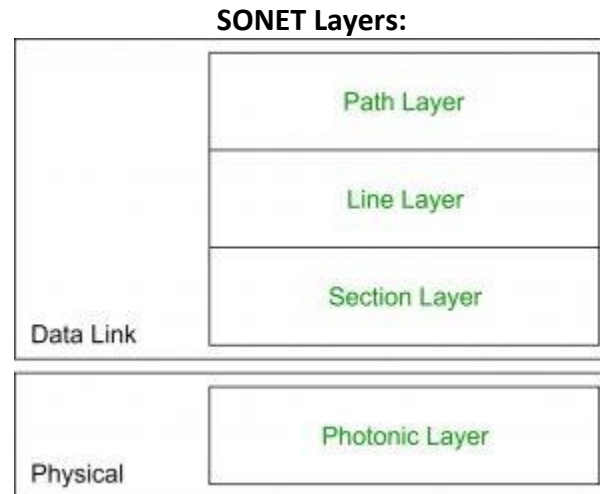 SONET Layers:
Path Layer
Line Layer
Section Layer
Data Link
Photonic Layer
Physical